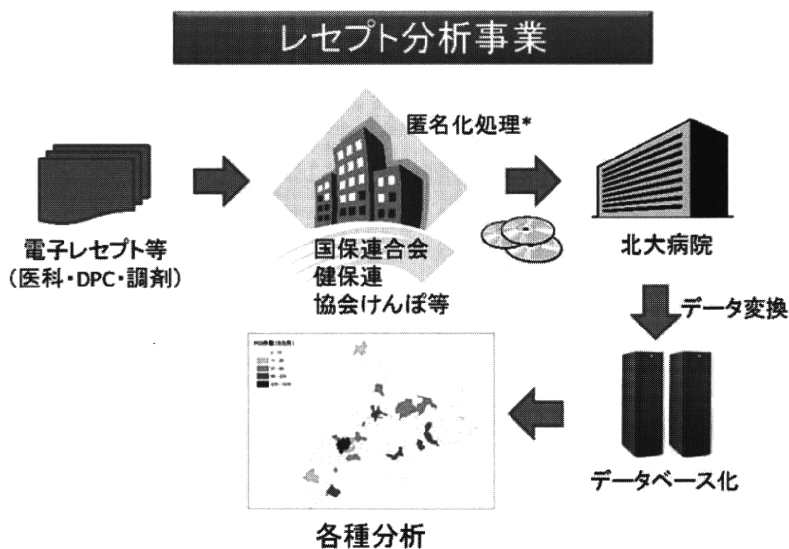 レセプト分析事業
匿名化処理*
電子レセプト等
(医科・DPC・調剤)
国保連合会
健保連
協会けんぽ等
北大病院
データ変換
データベース化
各種分析